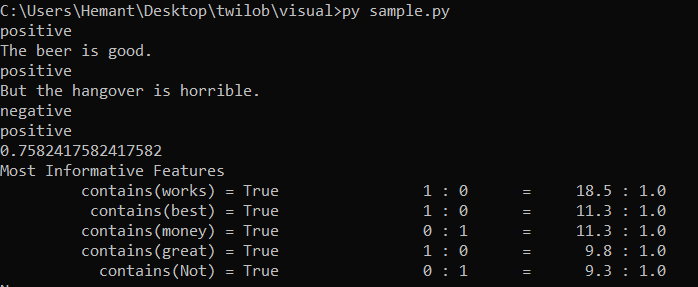 C:\Users\Hemant\Desktop\twilob\visual>py sample.py
positive
The beer is good.
positive
But the hangover is horrible.
negative
positive
0.7582417582417582
Most Informative Features
contains(works) = True 1 : 0 = 18.5 : 1.0
contains(best) = True 1 : 0 = 11.3 : 1.0
contains(money) = True 0 : 1 = 11.3 : 1.0
contains(great) = True 1 : 0 = 9.8 : 1.0
contains(Not) = True 0 : 1 = 9.3 : 1.0